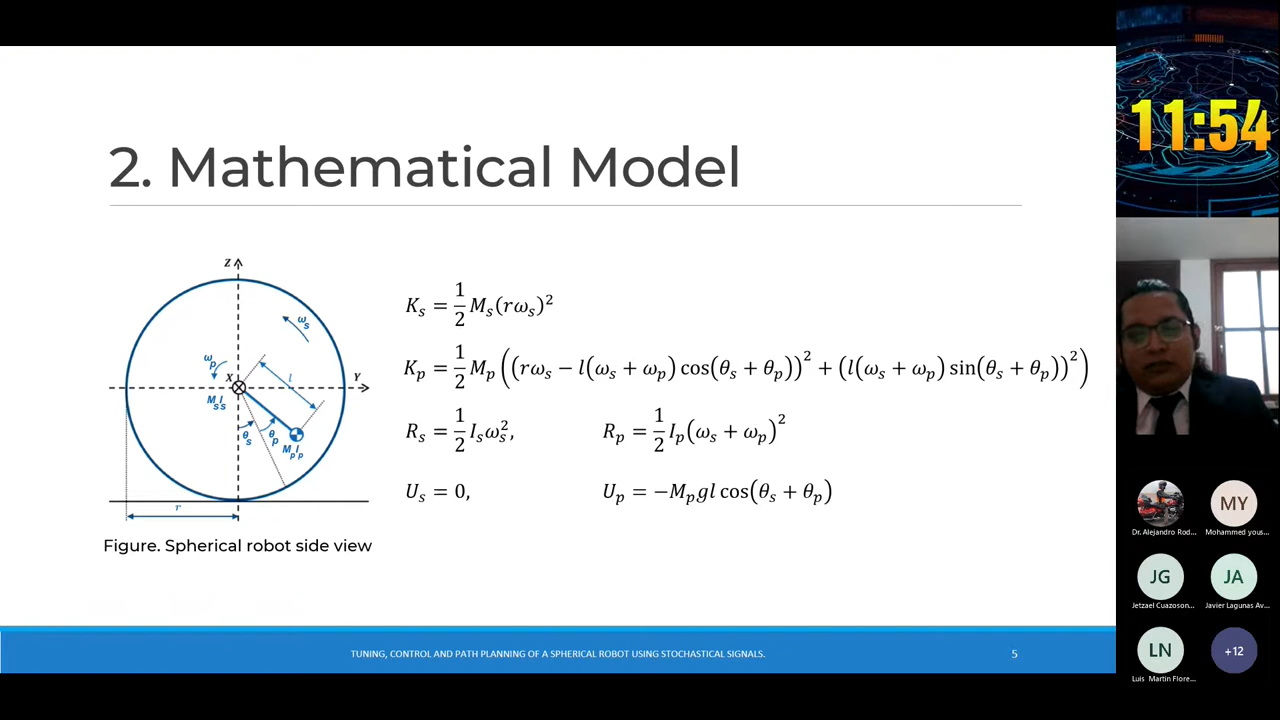 2. Mathematical Model
Z
ω_s
ω_p
l
X
Y
M_s I_s
θ_s
θ_p
M_p I_p
r
Figure. Spherical robot side view
K_s = 1/2 M_s(rω_s)^2
K_p = 1/2 M_p((rω_s − l(ω_s + ω_p) cos(θ_s + θ_p))^2 + (l(ω_s + ω_p) sin(θ_s + θ_p))^2)
R_s = 1/2 I_s ω_s^2, R_p = 1/2 I_p(ω_s + ω_p)^2
U_s = 0, U_p = −M_p gl cos(θ_s + θ_p)
TUNING, CONTROL AND PATH PLANNING OF A SPHERICAL ROBOT USING STOCHASTICAL SIGNALS.
5
11:54
Dr. Alejandro Rod...
MY
Mohammed yous...
JG
Jetzael Cuazoson...
JA
Javier Lagunas Av...
LN
Luis Martin Flore...
+12